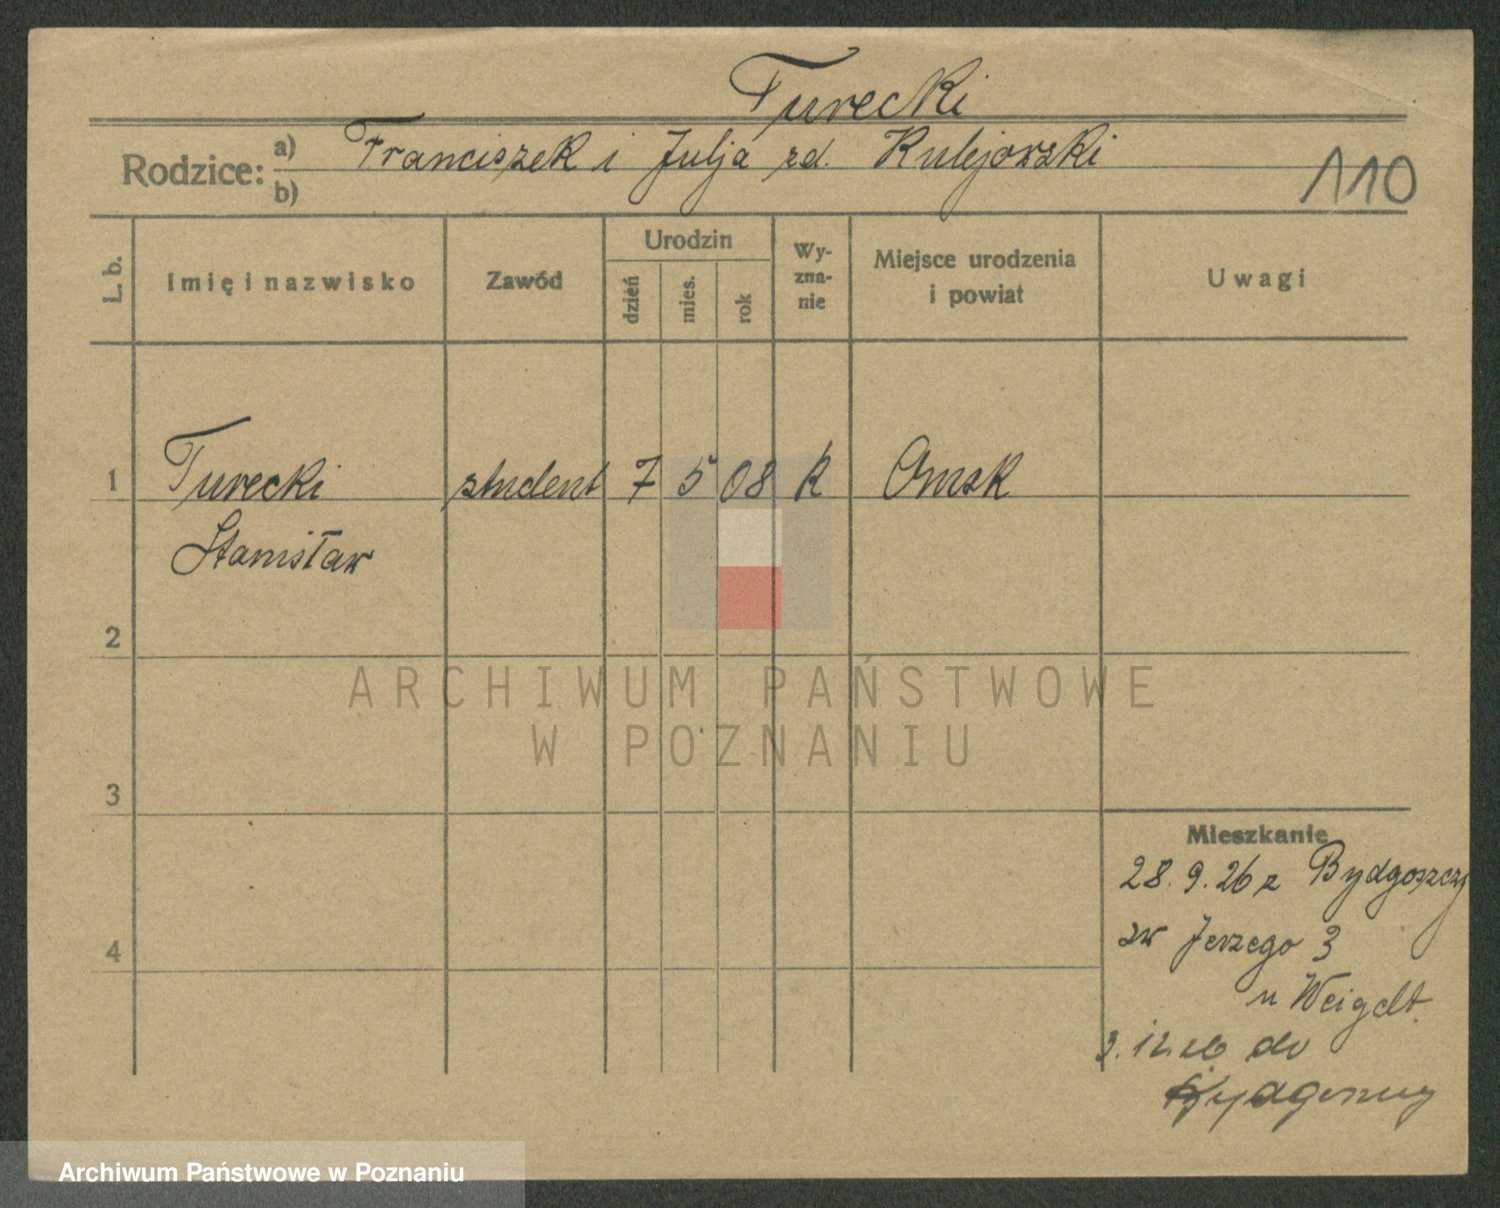 Turecki
Rodzice: a) Franciszek i Julja zd. Kulejowski
b)
110
L. b.
Imię i nazwisko
Zawód
Urodzin
dzień
mies.
rok
Wy-
zna-
nie
Miejsce urodzenia
i powiat
Uwagi
1 Turecki student 7 5 08 k Omsk
Stanisław
2
ARCHIWUM PAŃSTWOWE
W POZNANIU
3
Mieszkanie
28. 9. 26 z Bydgoszczy
św Jerzego 3
u Weigelt
3. 12. 26 do
Bydgoszczy
4
Archiwum Państwowe w Poznaniu